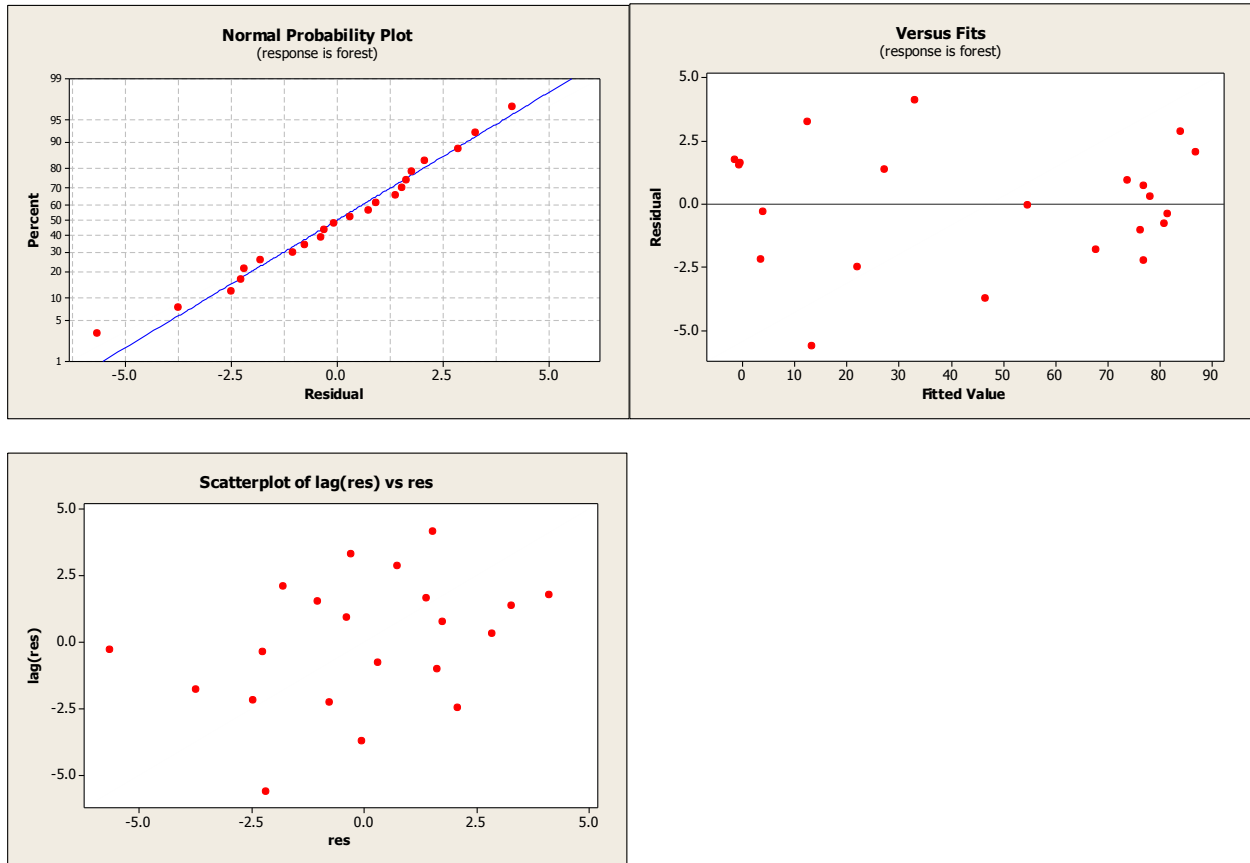 Normal Probability Plot
(response is forest)
Percent
99
95
90
80
70
60
50
40
30
20
10
5
1
-5.0 -2.5 0.0 2.5 5.0
Residual
Versus Fits
(response is forest)
Residual
5.0
2.5
0.0
-2.5
-5.0
0 10 20 30 40 50 60 70 80 90
Fitted Value
Scatterplot of lag(res) vs res
lag(res)
5.0
2.5
0.0
-2.5
-5.0
-5.0 -2.5 0.0 2.5 5.0
res